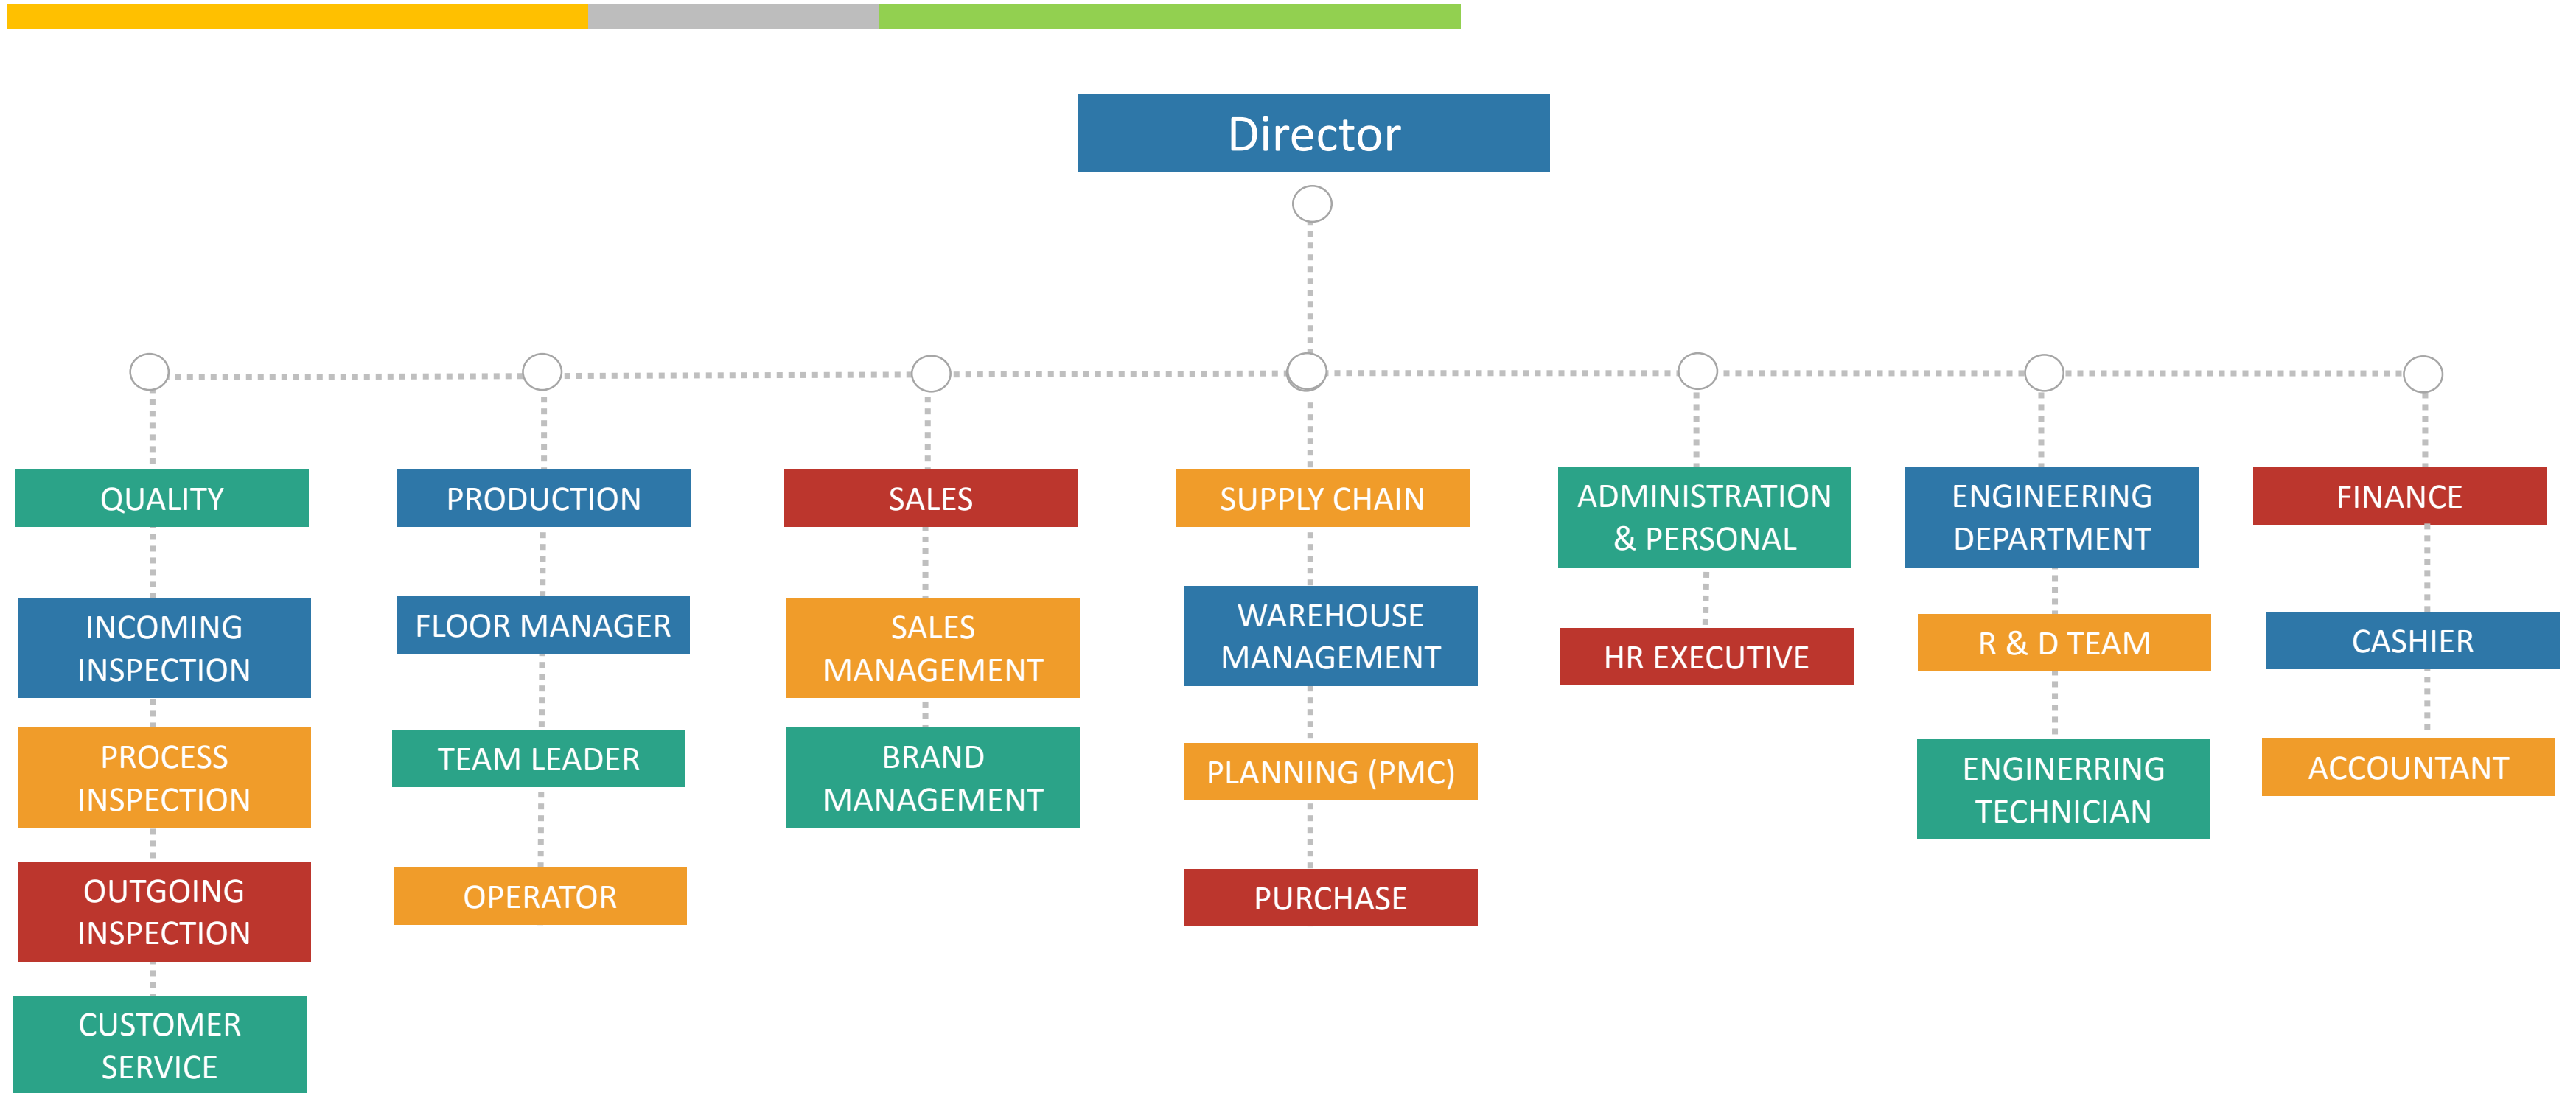 Director
QUALITY
PRODUCTION
SALES
SUPPLY CHAIN
ADMINISTRATION
& PERSONAL
ENGINEERING
DEPARTMENT
FINANCE
INCOMING
INSPECTION
FLOOR MANAGER
SALES
MANAGEMENT
WAREHOUSE
MANAGEMENT
HR EXECUTIVE
R & D TEAM
CASHIER
PROCESS
INSPECTION
TEAM LEADER
BRAND
MANAGEMENT
PLANNING (PMC)
ENGINERRING
TECHNICIAN
ACCOUNTANT
OUTGOING
INSPECTION
OPERATOR
PURCHASE
CUSTOMER
SERVICE